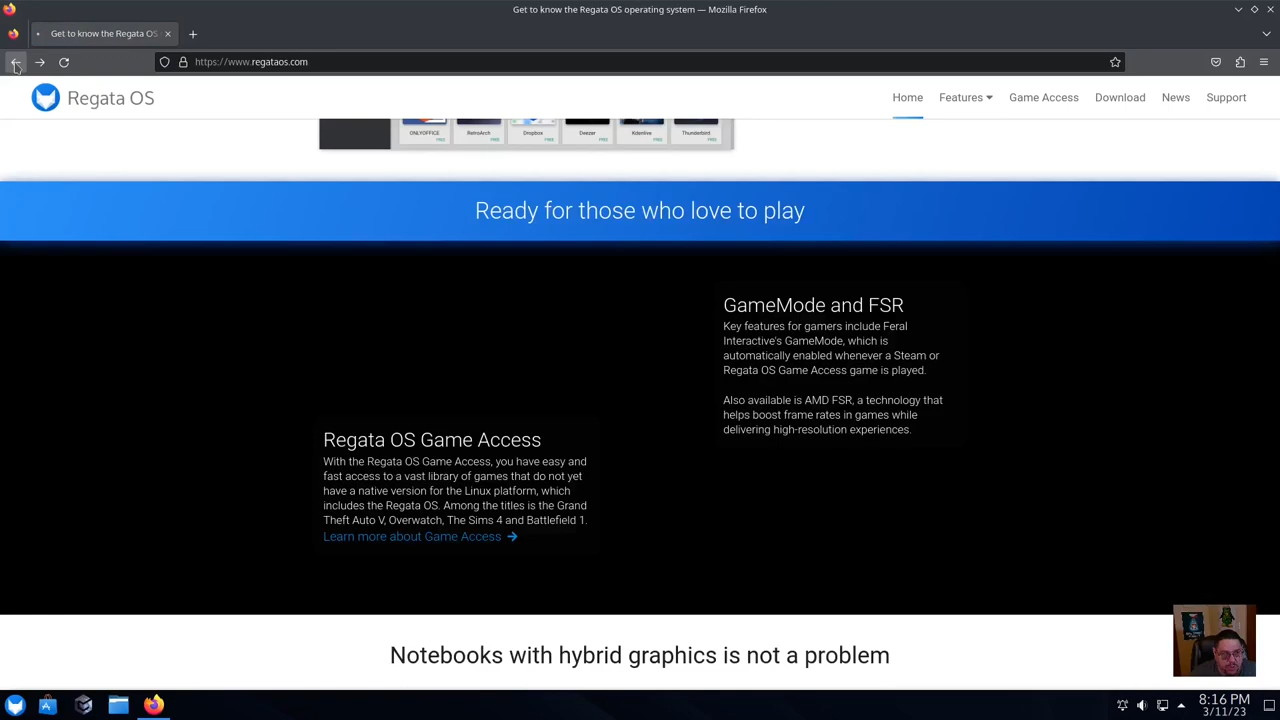 Get to know the Regata OS operating system — Mozilla Firefox
Get to know the Regata OS
https://www.regataos.com
Regata OS
Home
Features
Game Access
Download
News
Support
ONLYOFFICE
RetroArch
Dropbox
Deezer
Kdenlive
Thunderbird
FREE
FREE
FREE
FREE
FREE
FREE
Ready for those who love to play
GameMode and FSR
Key features for gamers include Feral
Interactive's GameMode, which is
automatically enabled whenever a Steam or
Regata OS Game Access game is played.
Also available is AMD FSR, a technology that
helps boost frame rates in games while
delivering high-resolution experiences.
Regata OS Game Access
With the Regata OS Game Access, you have easy and
fast access to a vast library of games that do not yet
have a native version for the Linux platform, which
includes the Regata OS. Among the titles is the Grand
Theft Auto V, Overwatch, The Sims 4 and Battlefield 1.
Learn more about Game Access
Notebooks with hybrid graphics is not a problem
8:16 PM
3/11/23